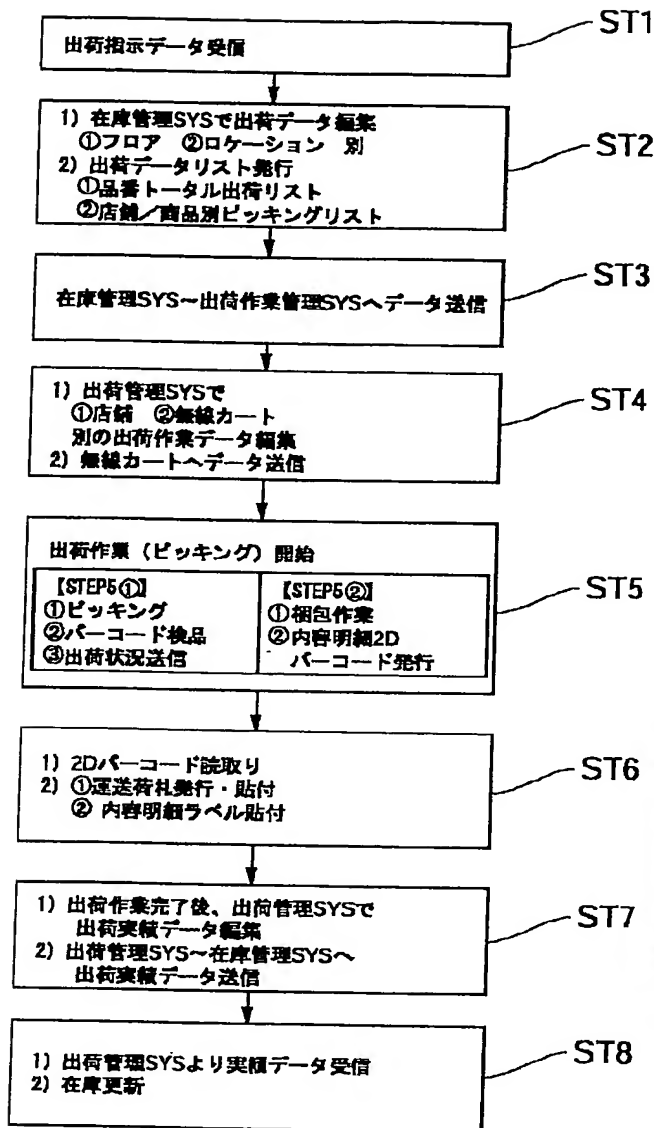 出荷指示データ受信
ST1
1) 在庫管理SYSで出荷データ編集
①フロア ②ロケーション 別
2) 出荷データリスト発行
①品番トータル出荷リスト
②店舗/商品別ピッキングリスト
ST2
在庫管理SYS~出荷作業管理SYSへデータ送信
ST3
1) 出荷管理SYSで
①店舗 ②無線カート
別の出荷作業データ編集
2) 無線カートへデータ送信
ST4
出荷作業(ピッキング)開始
【STEP5①】
①ピッキング
②バーコード検品
③出荷状況送信
【STEP5②】
①梱包作業
②内容明細2D
バーコード発行
ST5
1) 2Dバーコード読取り
2) ①運送荷札発行・貼付
② 内容明細ラベル貼付
ST6
1) 出荷作業完了後、出荷管理SYSで
出荷実績データ編集
2) 出荷管理SYS~在庫管理SYSへ
出荷実績データ送信
ST7
1) 出荷管理SYSより実績データ受信
2) 在庫更新
ST8